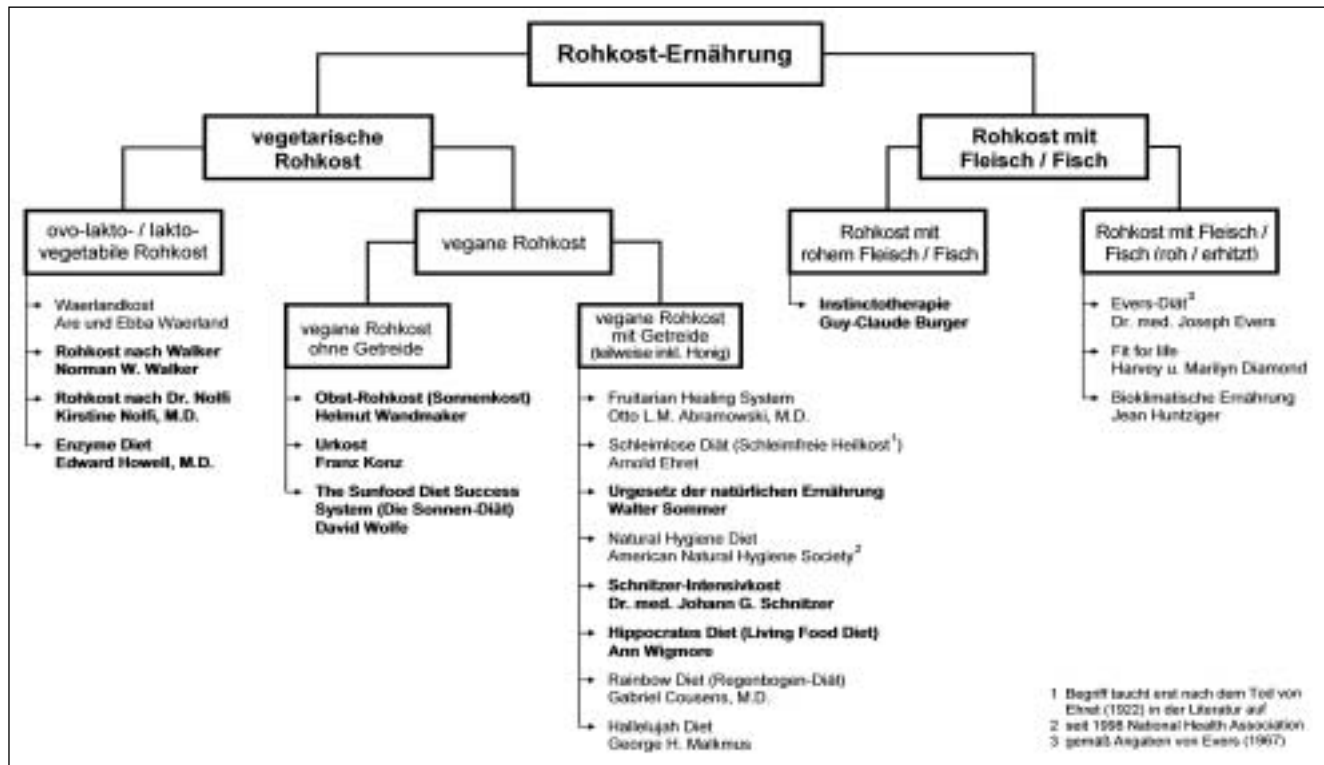 Rohkost-Ernährung
vegetarische
Rohkost
Rohkost mit
Fleisch / Fisch
ovo-lakto- / lakto-
vegetabile Rohkost
vegane Rohkost
Rohkost mit
rohem Fleisch / Fisch
Rohkost mit Fleisch /
Fisch (roh / erhitzt)
Waerlandkost
Are und Ebba Waerland
Rohkost nach Walker
Norman W. Walker
Rohkost nach Dr. Nolfi
Kirstine Nolfi, M.D.
Enzyme Diet
Edward Howell, M.D.
vegane Rohkost
ohne Getreide
Obst-Rohkost (Sonnenkost)
Helmut Wandmaker
Urkost
Franz Konz
The Sunfood Diet Success
System (Die Sonnen-Diät)
David Wolfe
vegane Rohkost
mit Getreide
(teilweise inkl. Honig)
Fruitarian Healing System
Otto L.M. Abramowski, M.D.
Schleimlose Diät (Schleimfreie Heilkost¹)
Arnold Ehret
Urgesetz der natürlichen Ernährung
Walter Sommer
Natural Hygiene Diet
American Natural Hygiene Society²
Schnitzer-Intensivkost
Dr. med. Johann G. Schnitzer
Hippocrates Diet (Living Food Diet)
Ann Wigmore
Rainbow Diet (Regenbogen-Diät)
Gabriel Cousens, M.D.
Hallelujah Diet
George H. Malkmus
Instinctotherapie
Guy-Claude Burger
Evers-Diät³
Dr. med. Joseph Evers
Fit for life
Harvey u. Marilyn Diamond
Bioklimatische Ernährung
Jean Huntziger
1 Begriff taucht erst nach dem Tod von
Ehret (1922) in der Literatur auf
2 seit 1998 National Health Association
3 gemäß Angaben von Evers (1967)